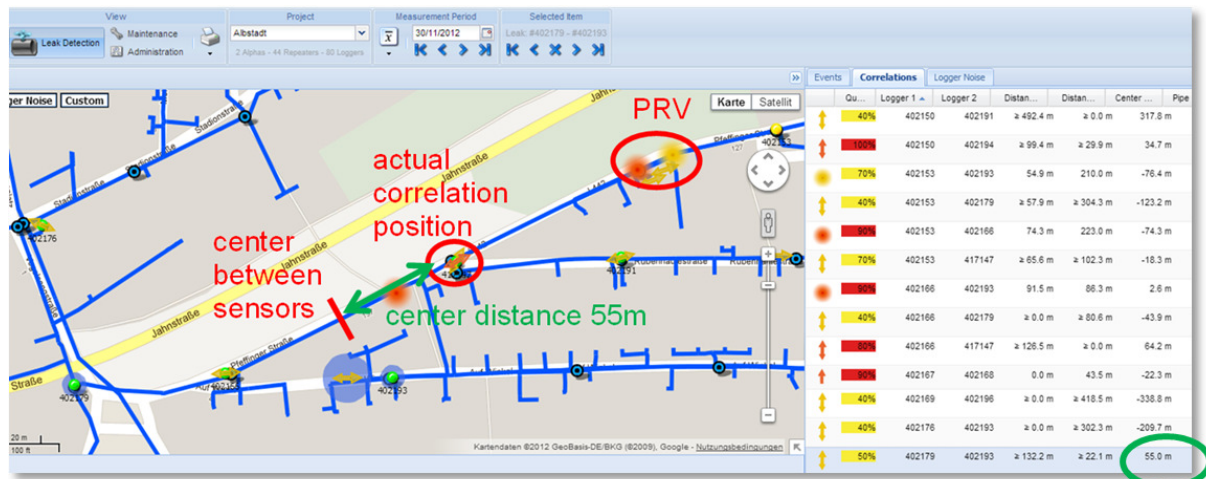 View
Project
Measurement Period
Selected Item
Leak Detection
Maintenance
Administration
Albstadt
2 Alphas - 44 Repeaters - 80 Loggers
x
30/11/2012
Leak: #402179 - #402193
Events
Correlations
Logger Noise
ger Noise
Custom
Karte
Satellit
Qu...
Logger 1
Logger 2
Distan...
Distan...
Center ...
Pipe
40% 402150 402191 ≥ 492.4 m ≥ 0.0 m 317.8 m
100% 402150 402194 ≥ 99.4 m ≥ 29.9 m 34.7 m
70% 402153 402193 54.9 m 210.0 m -76.4 m
40% 402153 402179 ≥ 57.9 m ≥ 304.3 m -123.2 m
90% 402153 402166 74.3 m 223.0 m -74.3 m
70% 402153 417147 ≥ 65.6 m ≥ 102.3 m -18.3 m
90% 402166 402193 91.5 m 86.3 m 2.6 m
40% 402166 402179 ≥ 0.0 m ≥ 80.6 m -43.9 m
80% 402166 417147 ≥ 126.5 m ≥ 0.0 m 64.2 m
90% 402167 402168 0.0 m 43.5 m -22.3 m
40% 402169 402196 ≥ 0.0 m ≥ 418.5 m -338.8 m
40% 402176 402193 ≥ 0.0 m ≥ 302.3 m -209.7 m
50% 402179 402193 ≥ 132.2 m ≥ 22.1 m 55.0 m
PRV
actual
correlation
position
center
between
sensors
center distance 55m
Stadionstraße
Stadionstraße
Jahnstraße
Jahnstraße
Jahnstraße
Pfeffinger Straße
Straße
127
L 442
402176
402179
402193
20 m
100 ft
Kartendaten ©2012 GeoBasis-DE/BKG (©2009), Google - Nutzungsbedingungen